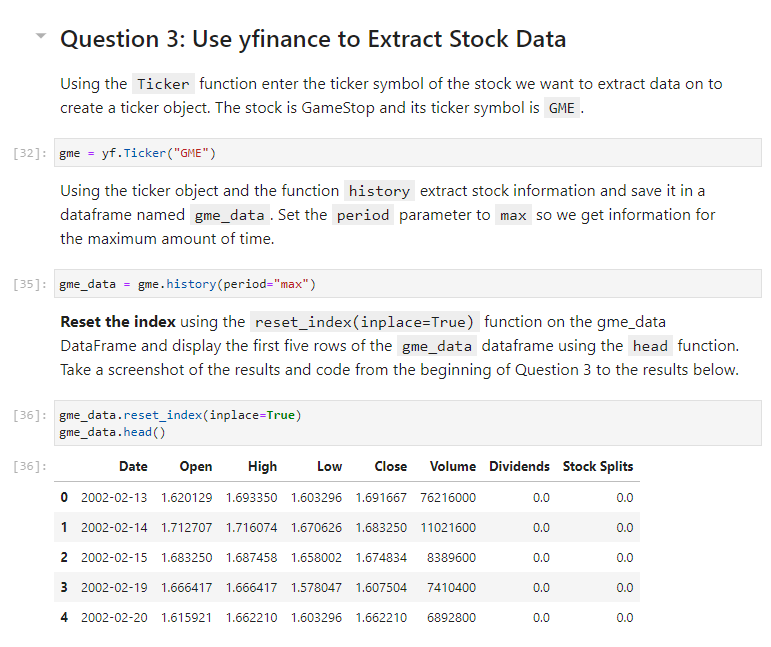 Question 3: Use yfinance to Extract Stock Data
Using the Ticker function enter the ticker symbol of the stock we want to extract data on to
create a ticker object. The stock is GameStop and its ticker symbol is GME .
[32]: gme = yf.Ticker("GME")
Using the ticker object and the function history extract stock information and save it in a
dataframe named gme_data . Set the period parameter to max so we get information for
the maximum amount of time.
[35]: gme_data = gme.history(period="max")
Reset the index using the reset_index(inplace=True) function on the gme_data
DataFrame and display the first five rows of the gme_data dataframe using the head function.
Take a screenshot of the results and code from the beginning of Question 3 to the results below.
[36]: gme_data.reset_index(inplace=True)
gme_data.head()
[36]: Date Open High Low Close Volume Dividends Stock Splits
0 2002-02-13 1.620129 1.693350 1.603296 1.691667 76216000 0.0 0.0
1 2002-02-14 1.712707 1.716074 1.670626 1.683250 11021600 0.0 0.0
2 2002-02-15 1.683250 1.687458 1.658002 1.674834 8389600 0.0 0.0
3 2002-02-19 1.666417 1.666417 1.578047 1.607504 7410400 0.0 0.0
4 2002-02-20 1.615921 1.662210 1.603296 1.662210 6892800 0.0 0.0